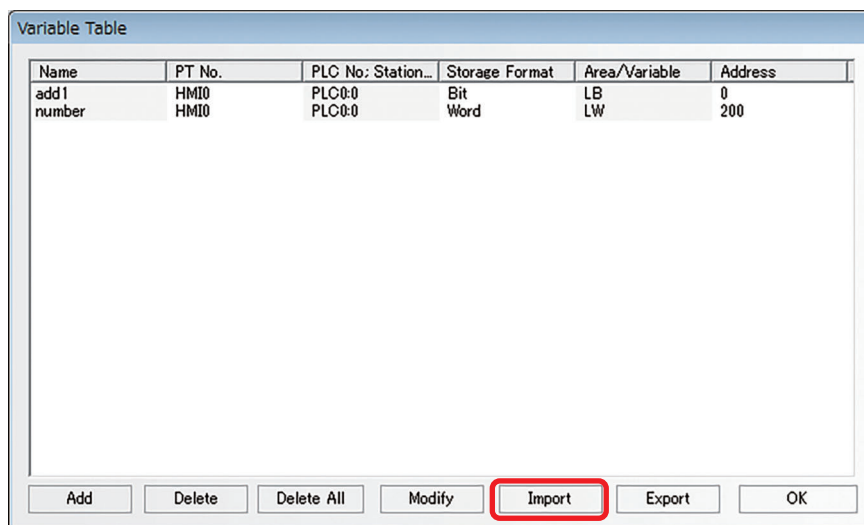 Variable Table
Name PT No. PLC No; Station... Storage Format Area/Variable Address
add1 HMI0 PLC0:0 Bit LB 0
number HMI0 PLC0:0 Word LW 200
Add Delete Delete All Modify Import Export OK